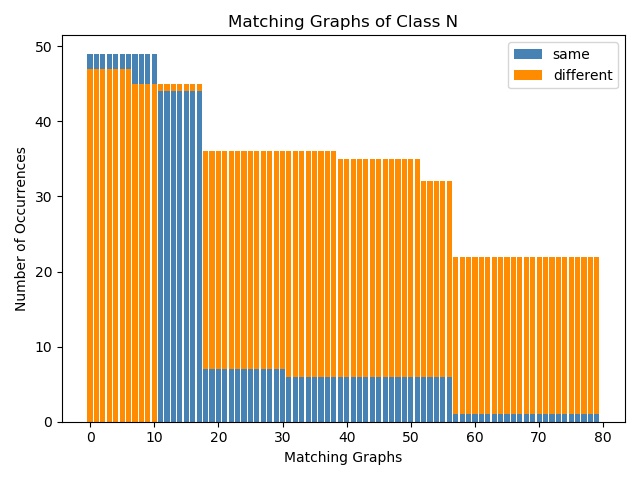 Matching Graphs of Class N
same
different
Number of Occurrences
50
40
30
20
10
0
0 10 20 30 40 50 60 70 80
Matching Graphs